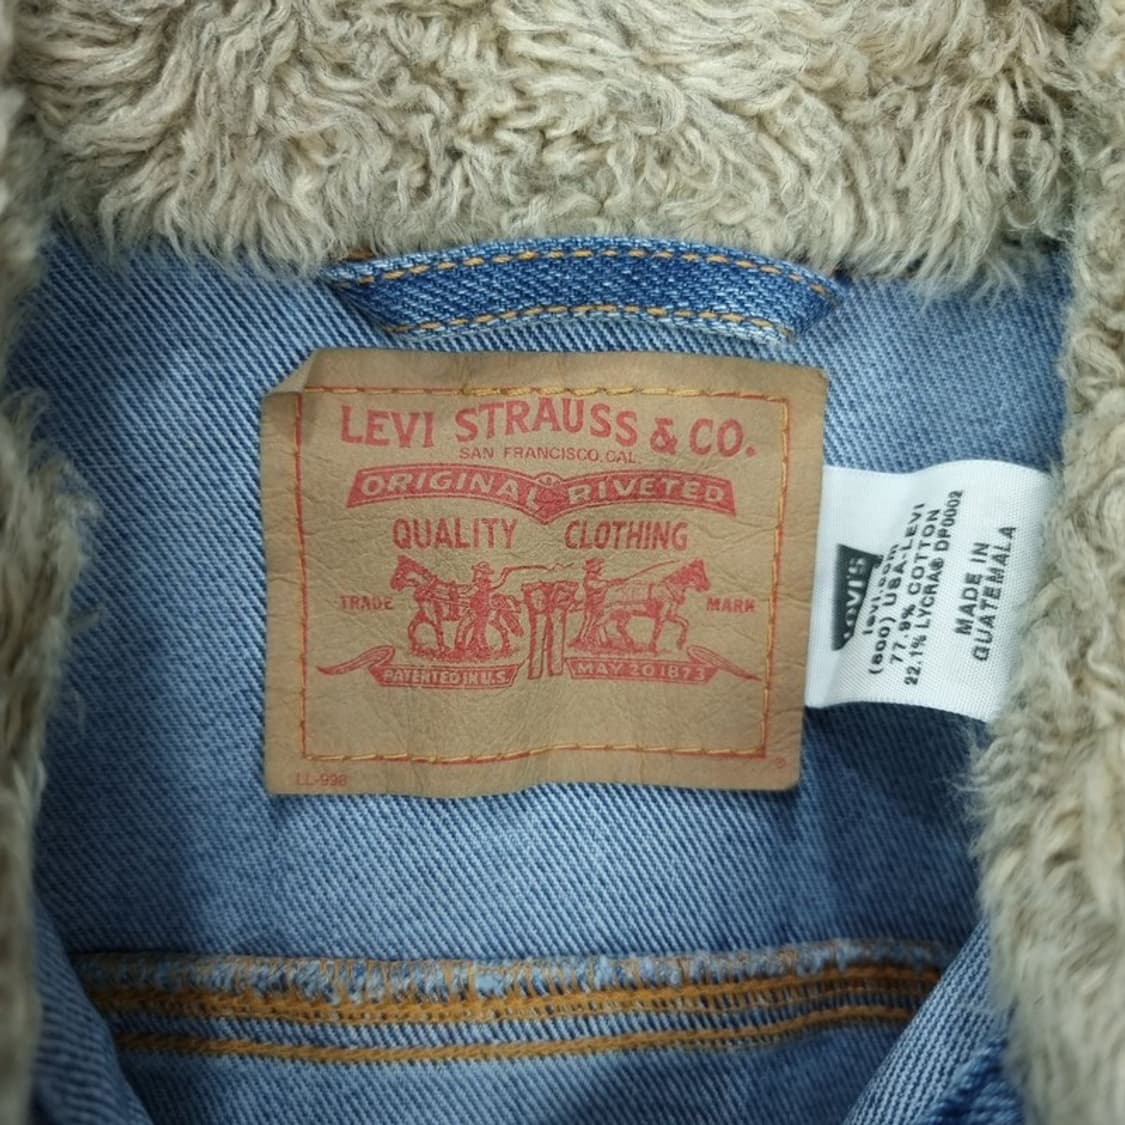 LEVI STRAUSS & CO.
SAN FRANCISCO, CAL.
ORIGINAL RIVETED
QUALITY CLOTHING
TRADE MARK
PATENTED IN U.S. MAY 20 1873
LL-998
®
LEVI'S
levi.com
(800) USA-LEVI
77.9% COTTON
22.1% LYCRA® DP0002
MADE IN
GUATEMALA